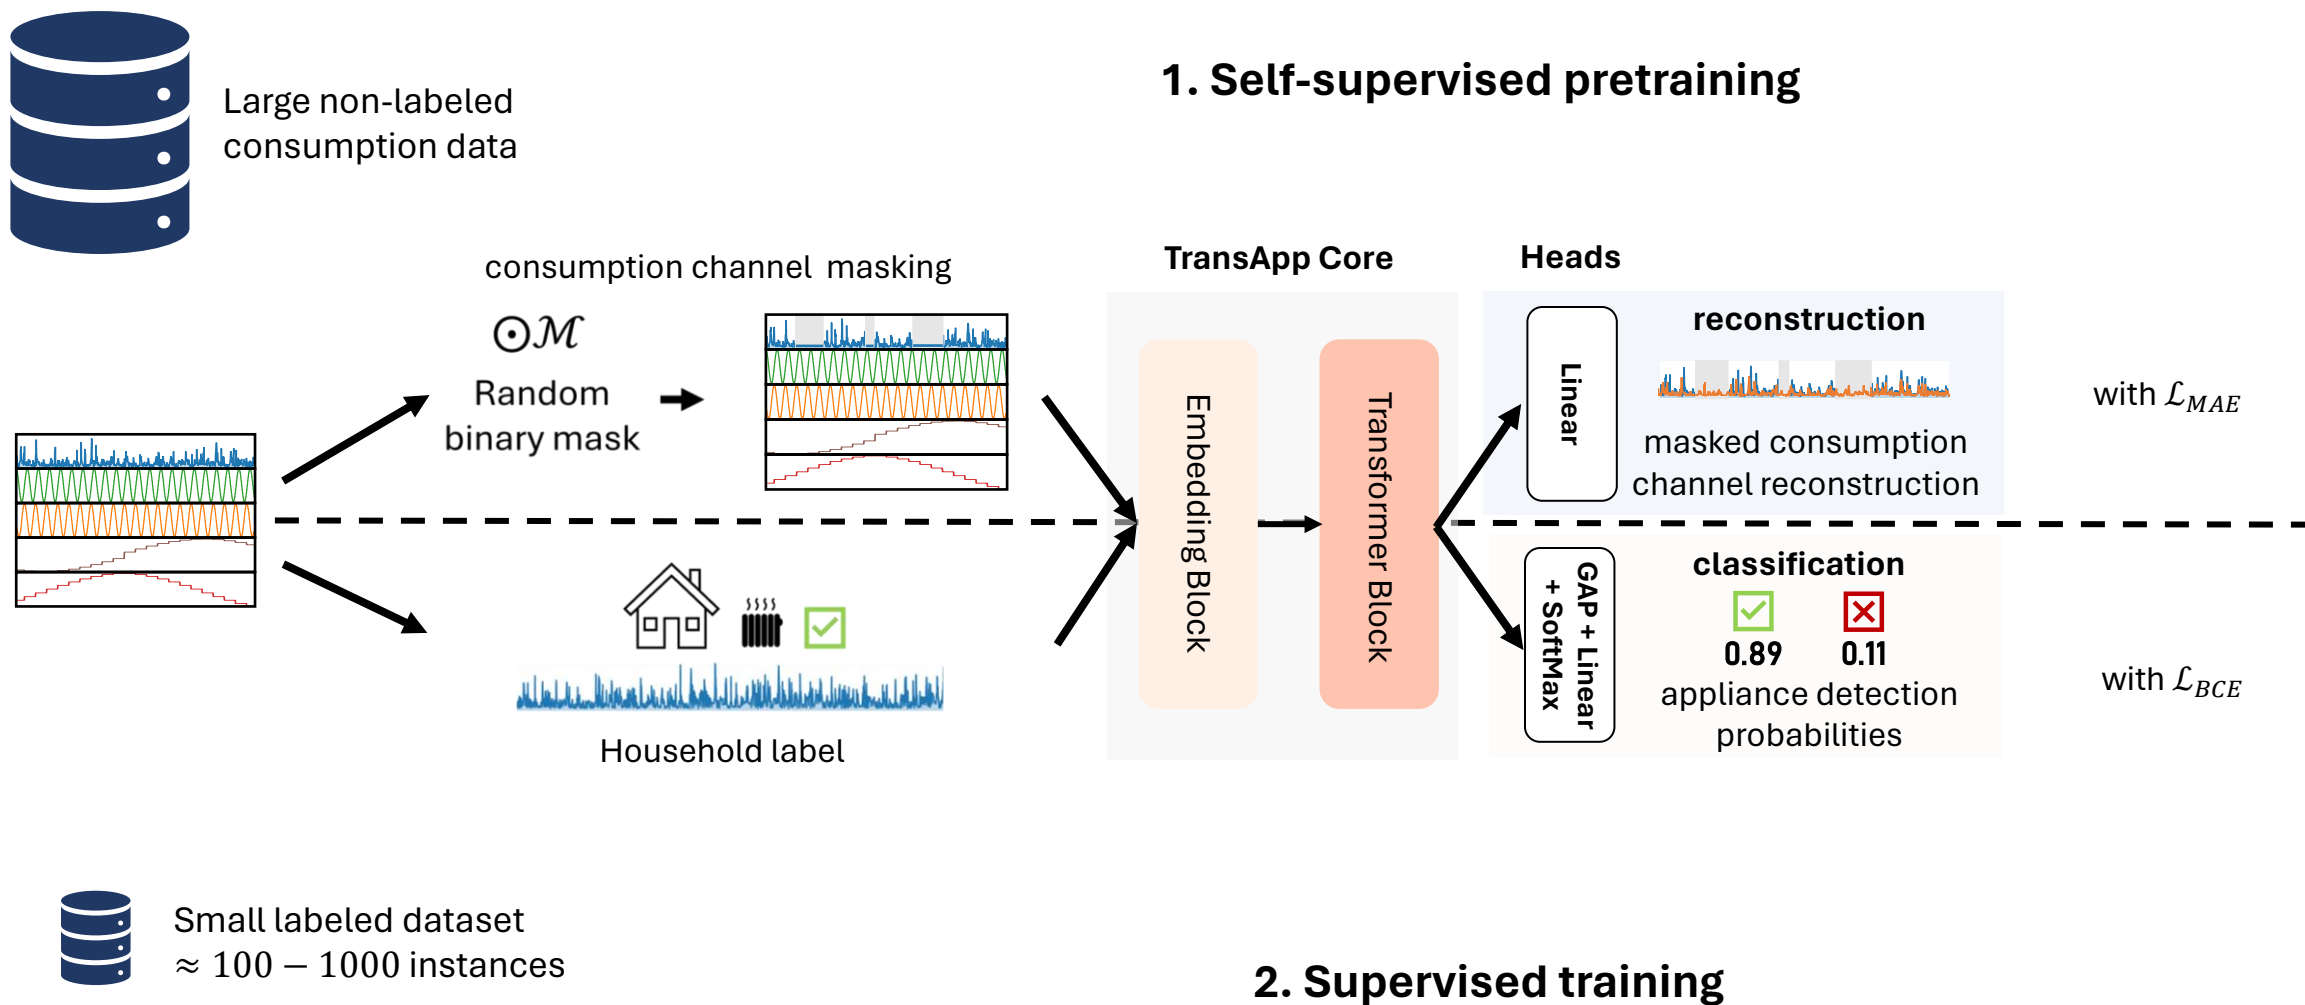 1. Self-supervised pretraining
Large non-labeled
consumption data
consumption channel masking
⊙ℳ
Random
binary mask
TransApp Core
Embedding Block
Transformer Block
Heads
Linear
reconstruction
masked consumption
channel reconstruction
with ℒ_MAE
Household label
GAP + Linear
+ SoftMax
classification
0.89 0.11
appliance detection
probabilities
with ℒ_BCE
Small labeled dataset
≈ 100 − 1000 instances
2. Supervised training